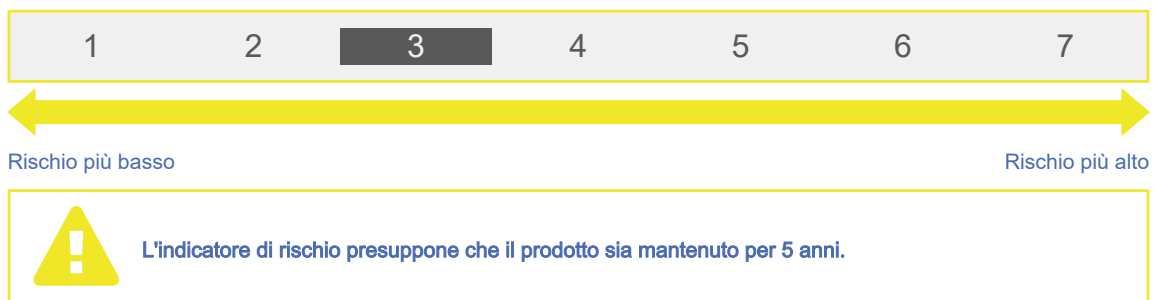 1 2 3 4 5 6 7
Rischio più basso Rischio più alto
L'indicatore di rischio presuppone che il prodotto sia mantenuto per 5 anni.